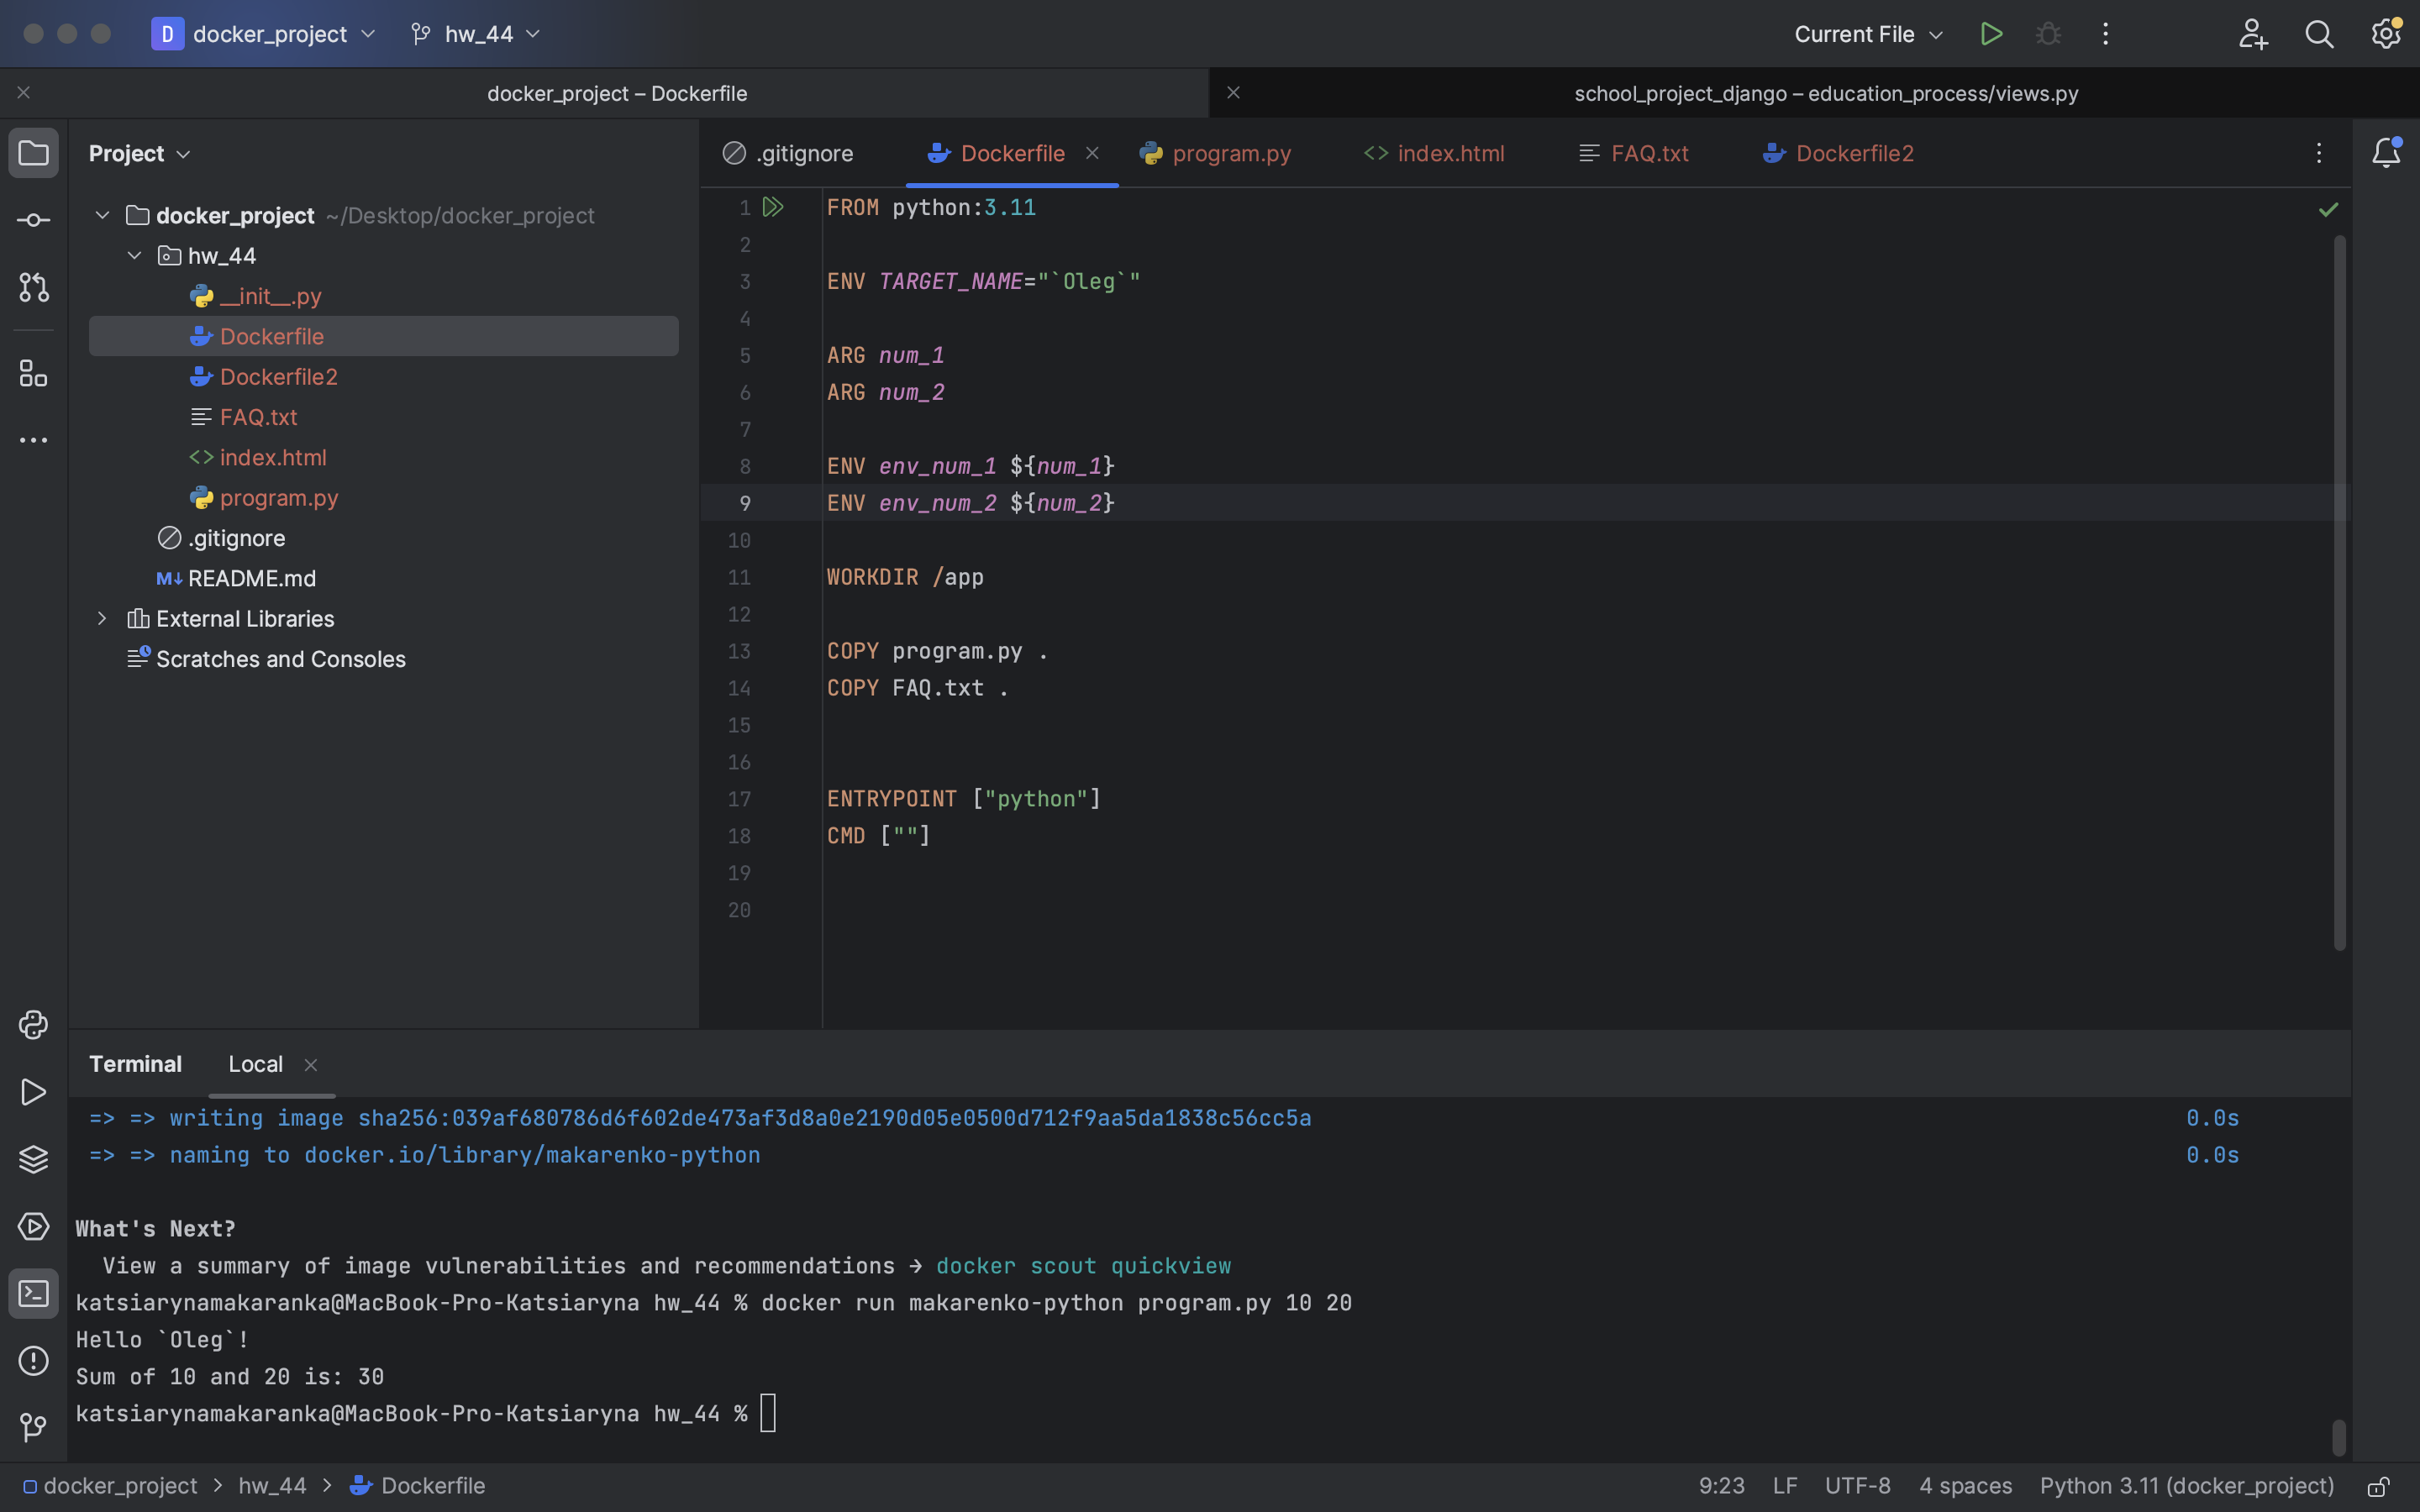 D docker_project hw_44 Current File
docker_project – Dockerfile school_project_django – education_process/views.py
Project
docker_project ~/Desktop/docker_project
hw_44
__init__.py
Dockerfile
Dockerfile2
FAQ.txt
index.html
program.py
.gitignore
M↓ README.md
External Libraries
Scratches and Consoles
.gitignore Dockerfile program.py index.html FAQ.txt Dockerfile2
1 FROM python:3.11
2
3 ENV TARGET_NAME="`Oleg`"
4
5 ARG num_1
6 ARG num_2
7
8 ENV env_num_1 ${num_1}
9 ENV env_num_2 ${num_2}
10
11 WORKDIR /app
12
13 COPY program.py .
14 COPY FAQ.txt .
15
16
17 ENTRYPOINT ["python"]
18 CMD [""]
19
20
Terminal Local
=> => writing image sha256:039af680786d6f602de473af3d8a0e2190d05e0500d712f9aa5da1838c56cc5a 0.0s
=> => naming to docker.io/library/makarenko-python 0.0s
What's Next?
View a summary of image vulnerabilities and recommendations → docker scout quickview
katsiarynamakaranka@MacBook-Pro-Katsiaryna hw_44 % docker run makarenko-python program.py 10 20
Hello `Oleg`!
Sum of 10 and 20 is: 30
katsiarynamakaranka@MacBook-Pro-Katsiaryna hw_44 %
docker_project > hw_44 > Dockerfile 9:23 LF UTF-8 4 spaces Python 3.11 (docker_project)